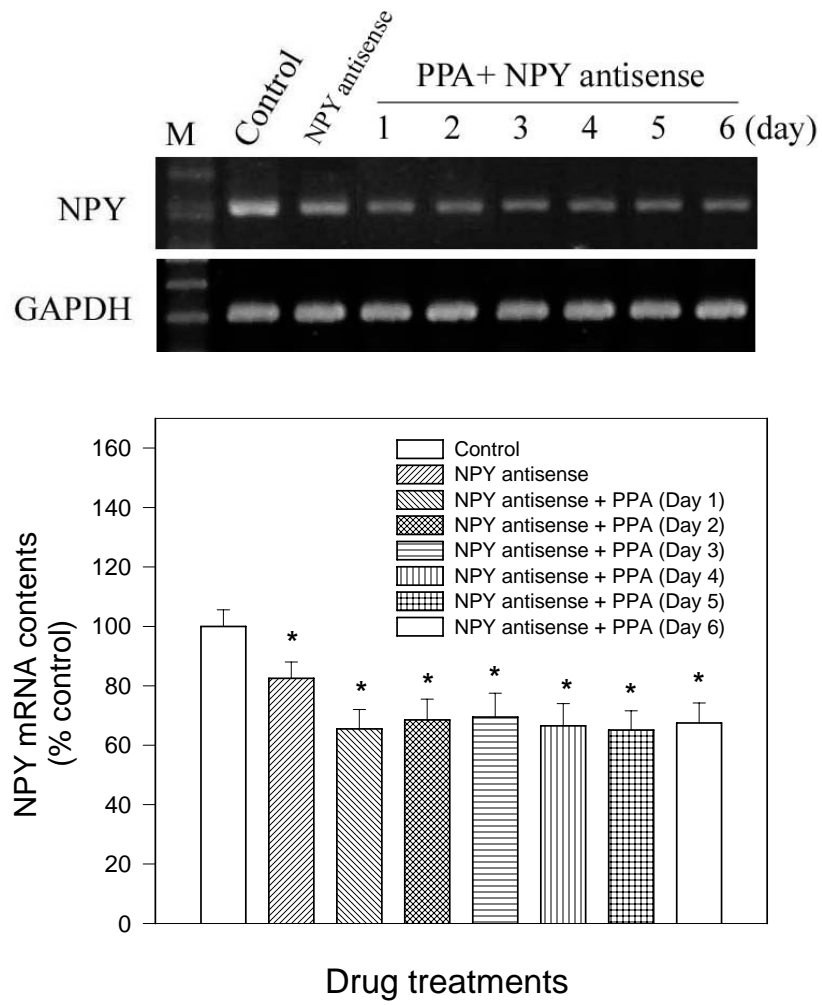 Control
NPY antisense
PPA+ NPY antisense
M 1 2 3 4 5 6 (day)
NPY
GAPDH
160
140
120
100
80
60
40
20
0
NPY mRNA contents
(% control)
Control
NPY antisense
NPY antisense + PPA (Day 1)
NPY antisense + PPA (Day 2)
NPY antisense + PPA (Day 3)
NPY antisense + PPA (Day 4)
NPY antisense + PPA (Day 5)
NPY antisense + PPA (Day 6)
* * * * * * *
Drug treatments